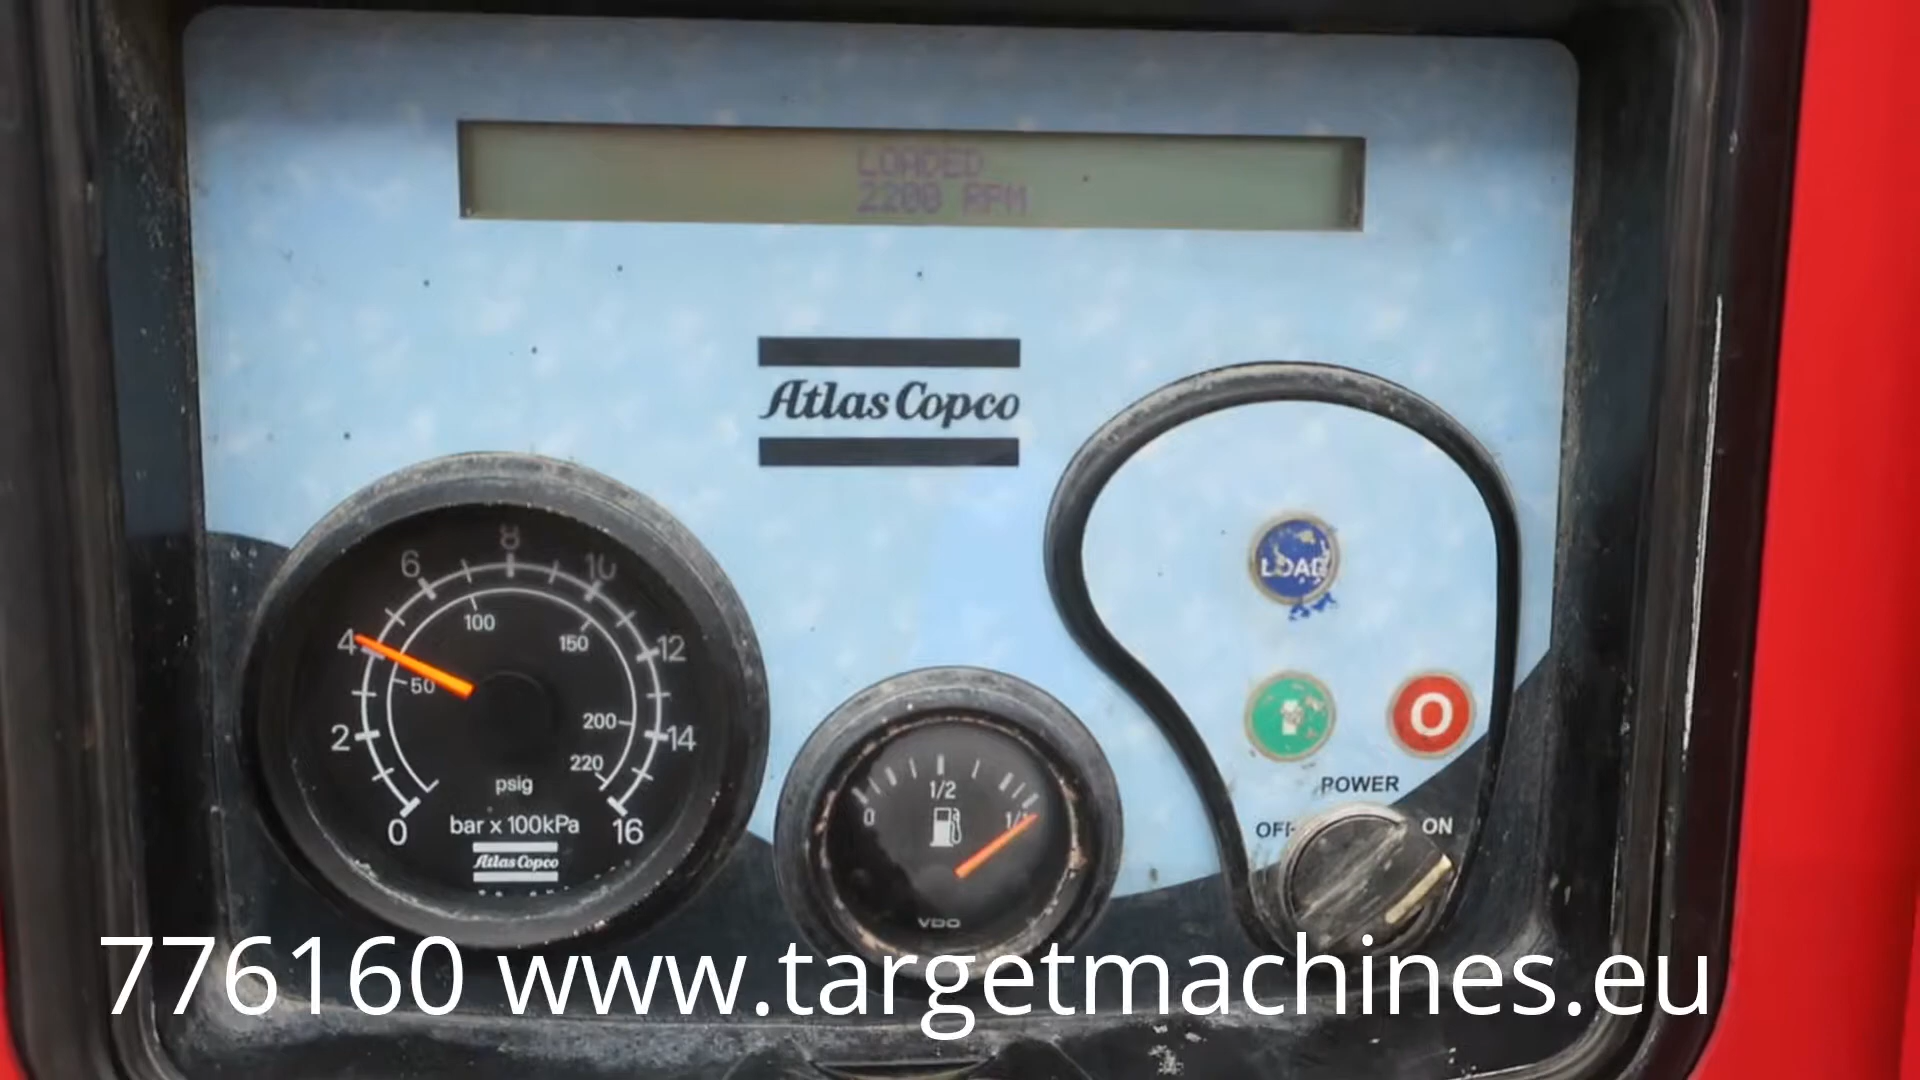 LOADED
2200 RPM
Atlas Copco
0 2 4 6 8 10 12 14 16
50 100 150 200 220
psig
bar x 100kPa
Atlas Copco
0 1/2 1/1
VDO
LOAD
O
POWER
OFF ON
776160 www.targetmachines.eu